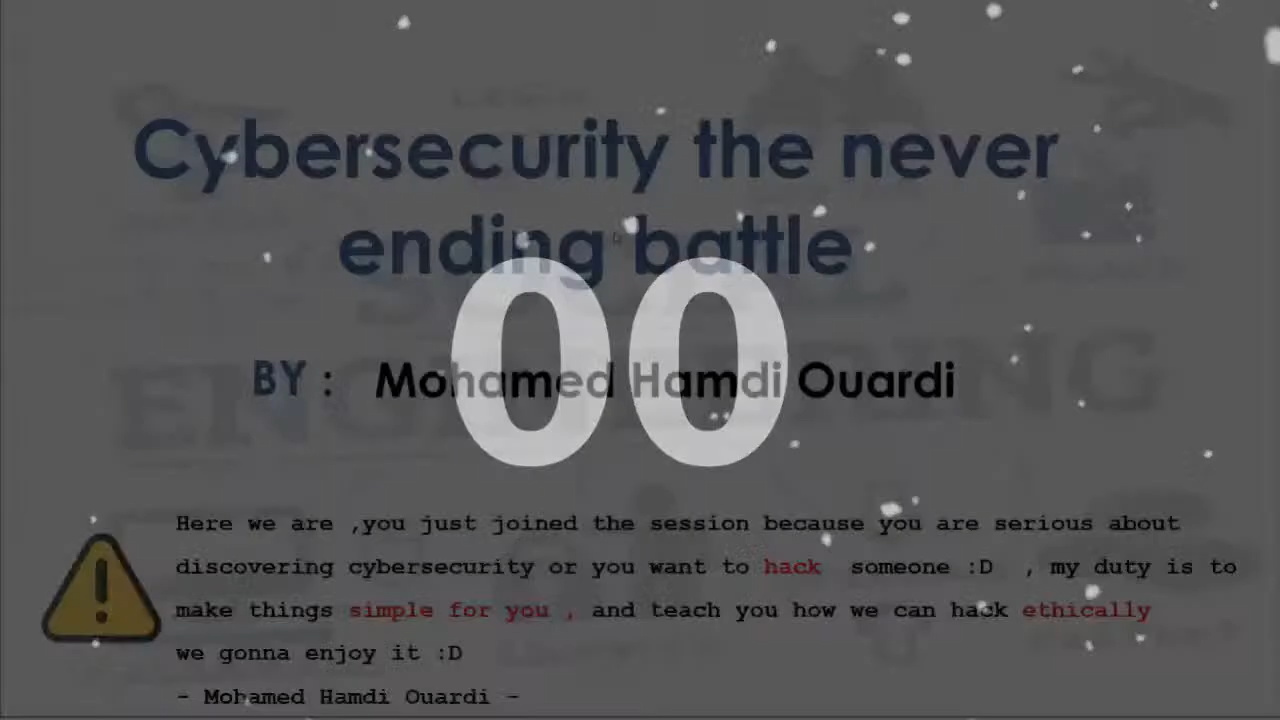 Cybersecurity the never
ending battle
00
BY : Mohamed Hamdi Ouardi
ENGINEERING
Here we are ,you just joined the session because you are serious about
discovering cybersecurity or you want to hack someone :D , my duty is to
make things simple for you , and teach you how we can hack ethically
we gonna enjoy it :D
- Mohamed Hamdi Ouardi -